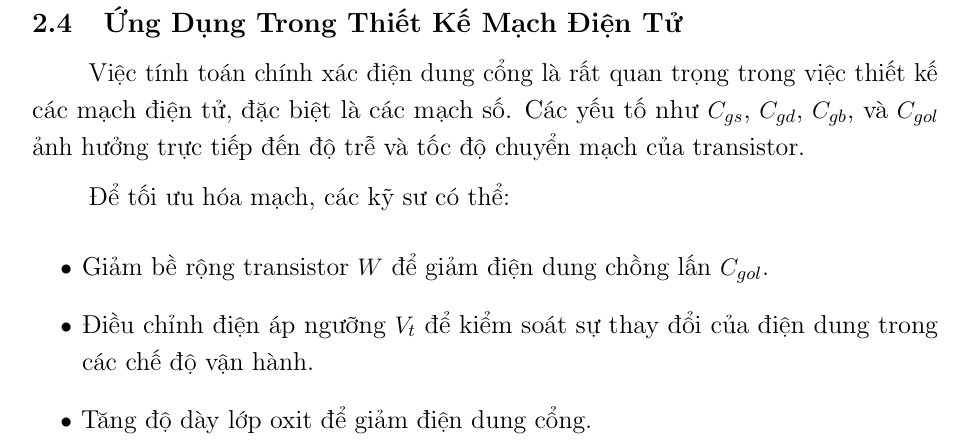 2.4 Ứng Dụng Trong Thiết Kế Mạch Điện Tử
Việc tính toán chính xác điện dung cổng là rất quan trọng trong việc thiết kế
các mạch điện tử, đặc biệt là các mạch số. Các yếu tố như C_{gs}, C_{gd}, C_{gb}, và C_{gol}
ảnh hưởng trực tiếp đến độ trễ và tốc độ chuyển mạch của transistor.
Để tối ưu hóa mạch, các kỹ sư có thể:
• Giảm bề rộng transistor W để giảm điện dung chồng lấn C_{gol}.
• Điều chỉnh điện áp ngưỡng V_t để kiểm soát sự thay đổi của điện dung trong
các chế độ vận hành.
• Tăng độ dày lớp oxit để giảm điện dung cổng.